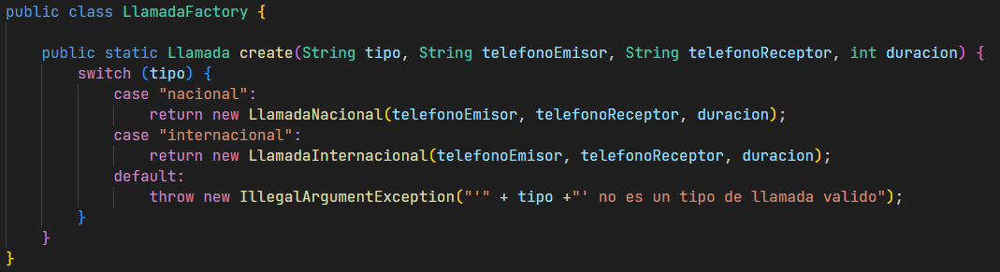 public class LlamadaFactory {
public static Llamada create(String tipo, String telefonoEmisor, String telefonoReceptor, int duracion) {
switch (tipo) {
case "nacional":
return new LlamadaNacional(telefonoEmisor, telefonoReceptor, duracion);
case "internacional":
return new LlamadaInternacional(telefonoEmisor, telefonoReceptor, duracion);
default:
throw new IllegalArgumentException("'" + tipo +"' no es un tipo de llamada valido");
}
}
}